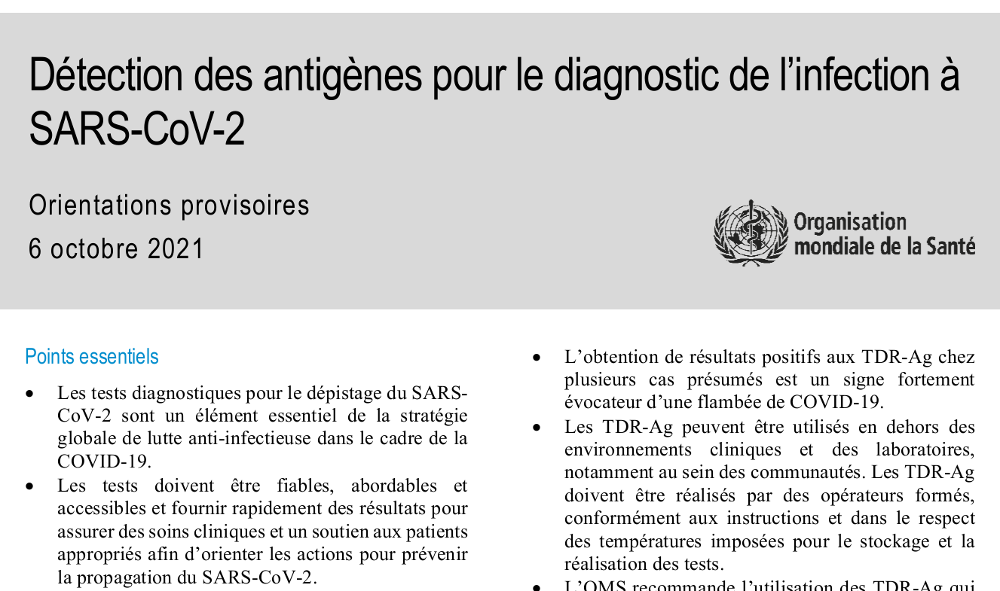 Détection des antigènes pour le diagnostic de l’infection à
SARS-CoV-2
Orientations provisoires
6 octobre 2021
Organisation
mondiale de la Santé
Points essentiels
• Les tests diagnostiques pour le dépistage du SARS-
CoV-2 sont un élément essentiel de la stratégie
globale de lutte anti-infectieuse dans le cadre de la
COVID-19.
• Les tests doivent être fiables, abordables et
accessibles et fournir rapidement des résultats pour
assurer des soins cliniques et un soutien aux patients
appropriés afin d’orienter les actions pour prévenir
la propagation du SARS-CoV-2.
• L’obtention de résultats positifs aux TDR-Ag chez
plusieurs cas présumés est un signe fortement
évocateur d’une flambée de COVID-19.
• Les TDR-Ag peuvent être utilisés en dehors des
environnements cliniques et des laboratoires,
notamment au sein des communautés. Les TDR-Ag
doivent être réalisés par des opérateurs formés,
conformément aux instructions et dans le respect
des températures imposées pour le stockage et la
réalisation des tests.
• L’OMS recommande l’utilisation des TDR-Ag qui